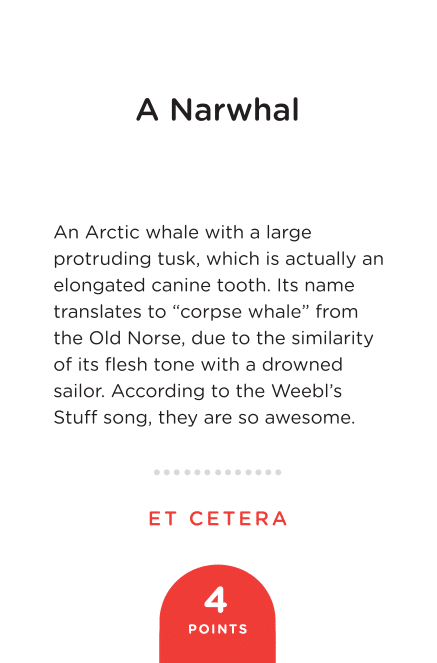 A Narwhal
An Arctic whale with a large
protruding tusk, which is actually an
elongated canine tooth. Its name
translates to “corpse whale” from
the Old Norse, due to the similarity
of its flesh tone with a drowned
sailor. According to the Weebl’s
Stuff song, they are so awesome.
ET CETERA
4
POINTS